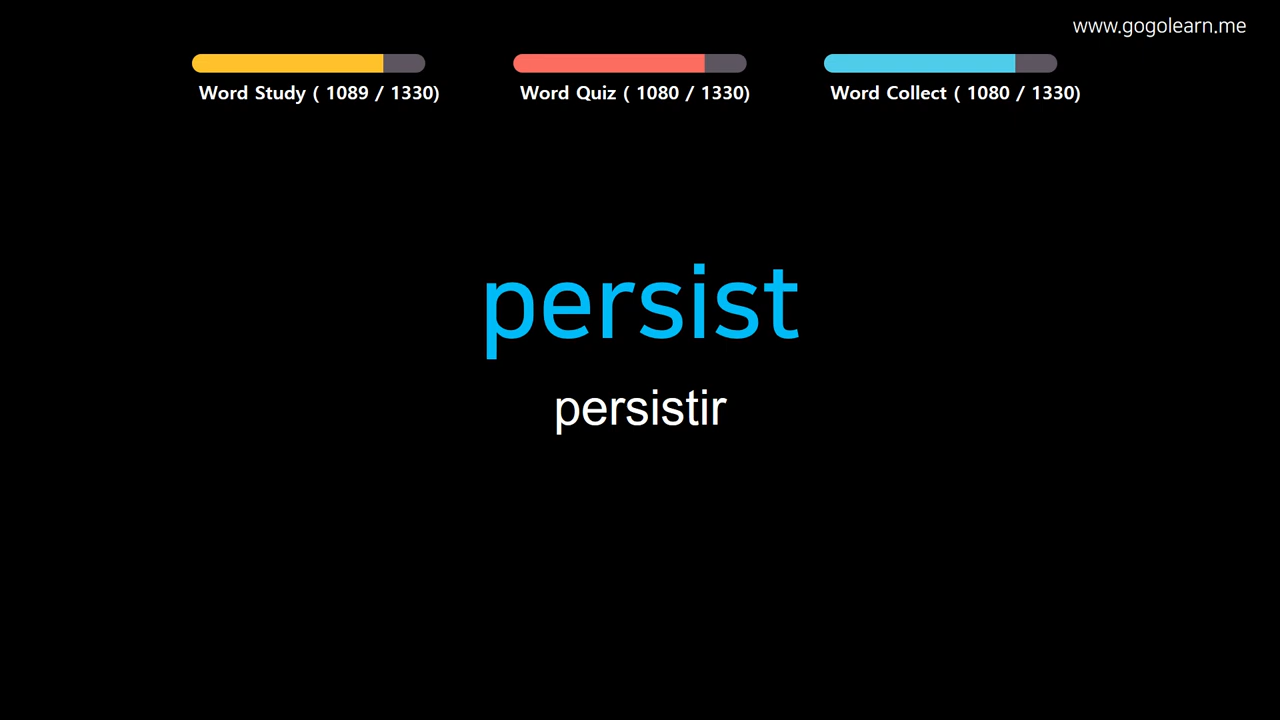 www.gogolearn.me
Word Study ( 1089 / 1330)
Word Quiz ( 1080 / 1330)
Word Collect ( 1080 / 1330)
persist
persistir